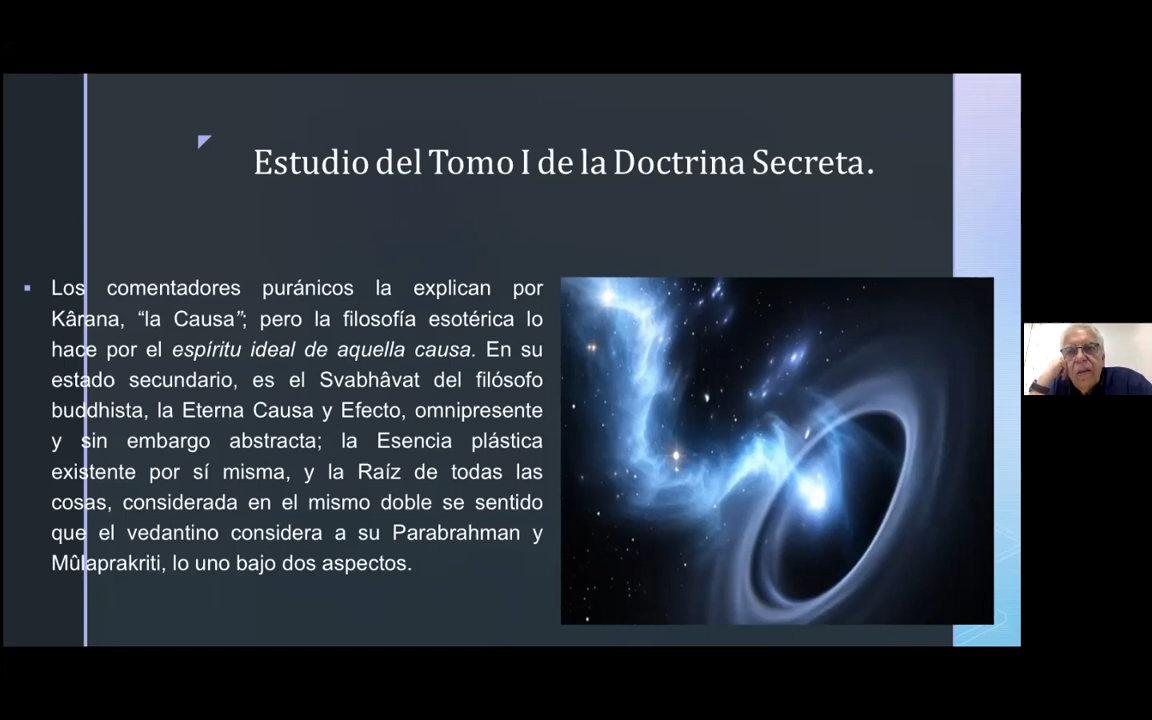 Estudio del Tomo I de la Doctrina Secreta.
▪ Los comentadores puránicos la explican por
Kârana, “la Causa”; pero la filosofía esotérica lo
hace por el espíritu ideal de aquella causa. En su
estado secundario, es el Svabhâvat del filósofo
buddhista, la Eterna Causa y Efecto, omnipresente
y sin embargo abstracta; la Esencia plástica
existente por sí misma, y la Raíz de todas las
cosas, considerada en el mismo doble se sentido
que el vedantino considera a su Parabrahman y
Mûlaprakriti, lo uno bajo dos aspectos.